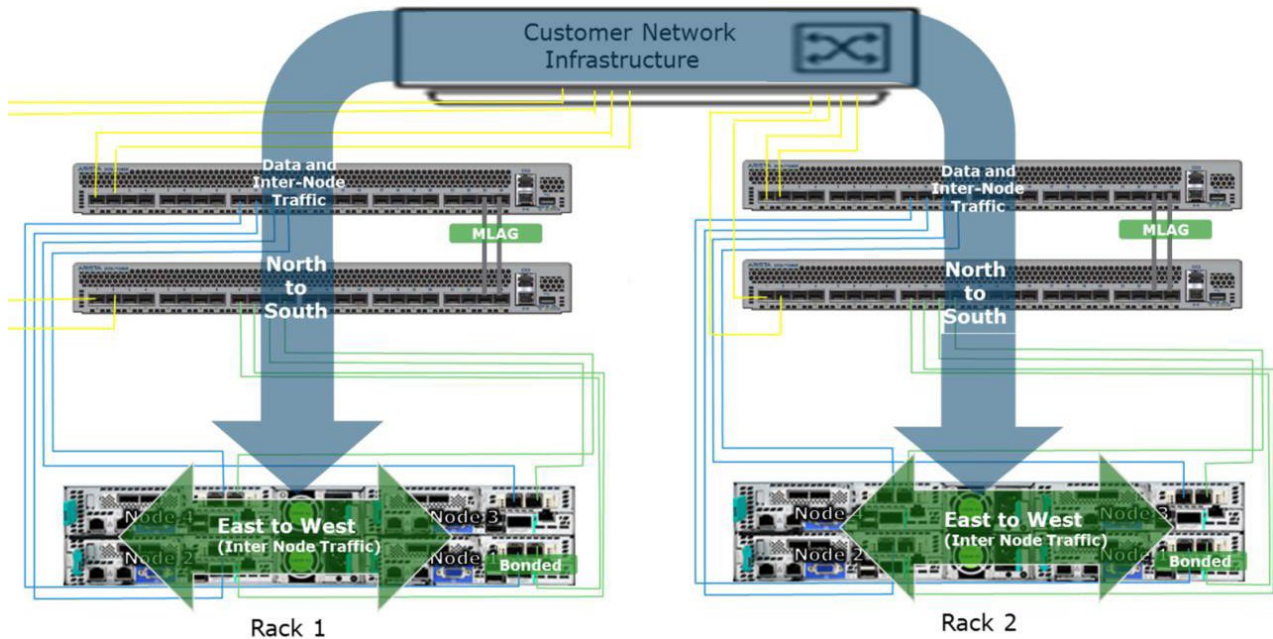 Customer Network
Infrastructure
Data and
Inter-Node
Traffic
MLAG
North
to
South
Node 4
Node 3
East to West
(Inter Node Traffic)
Node 2
Node 1
Bonded
Rack 1
Data and
Inter-Node
Traffic
MLAG
North
to
South
Node
3
East to West
(Inter Node Traffic)
Node 2
Node
Bonded
Rack 2